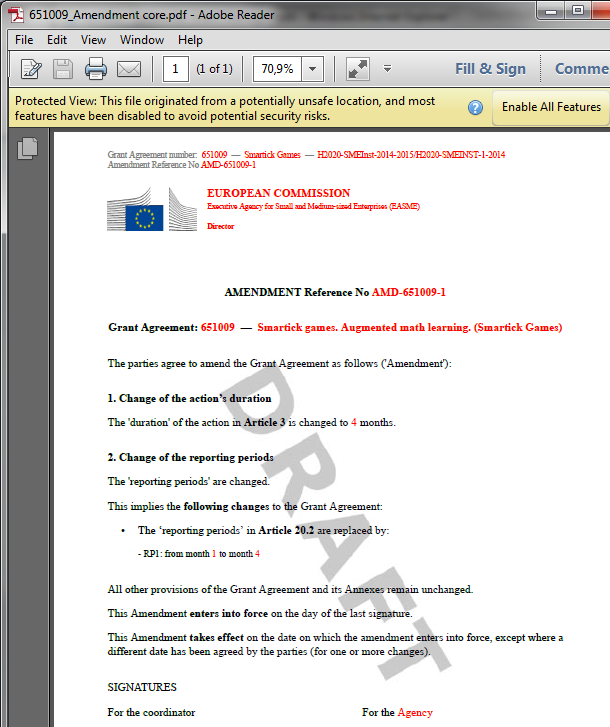 651009_Amendment core.pdf - Adobe Reader
File Edit View Window Help
1 (1 of 1) 70,9% Fill & Sign Comme
Protected View: This file originated from a potentially unsafe location, and most
features have been disabled to avoid potential security risks.
? Enable All Features
Grant Agreement number: 651009 — Smartick Games — H2020-SMEInst-2014-2015/H2020-SMEINST-1-2014
Amendment Reference No AMD-651009-1
EUROPEAN COMMISSION
Executive Agency for Small and Medium-sized Enterprises (EASME)
Director
AMENDMENT Reference No AMD-651009-1
Grant Agreement: 651009 — Smartick games. Augmented math learning. (Smartick Games)
The parties agree to amend the Grant Agreement as follows ('Amendment'):
1. Change of the action's duration
The 'duration' of the action in Article 3 is changed to 4 months.
2. Change of the reporting periods
The 'reporting periods' are changed.
This implies the following changes to the Grant Agreement:
• The ‘reporting periods’ in Article 20.2 are replaced by:
- RP1: from month 1 to month 4
All other provisions of the Grant Agreement and its Annexes remain unchanged.
This Amendment enters into force on the day of the last signature.
This Amendment takes effect on the date on which the amendment enters into force, except where a
different date has been agreed by the parties (for one or more changes).
SIGNATURES
For the coordinator For the Agency
DRAFT